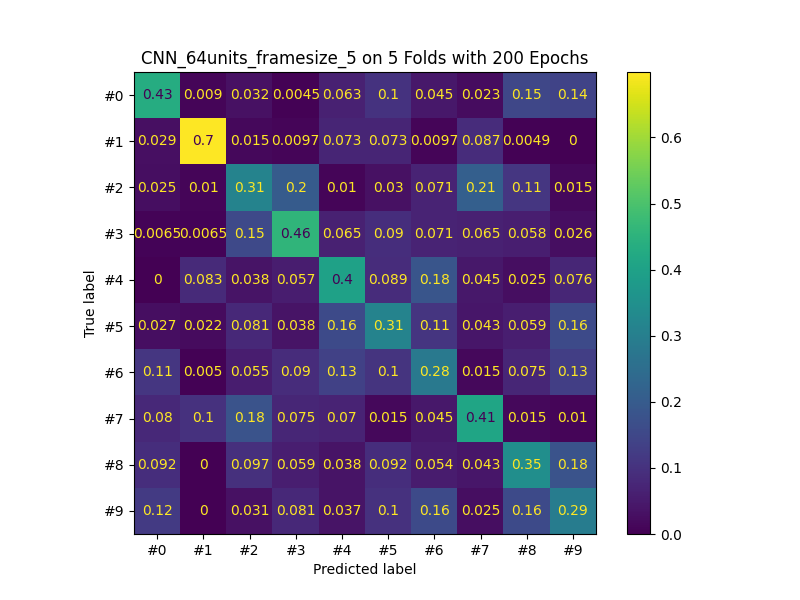 CNN_64units_framesize_5 on 5 Folds with 200 Epochs
#0 0.43 0.009 0.032 0.0045 0.063 0.1 0.045 0.023 0.15 0.14
#1 0.029 0.7 0.015 0.0097 0.073 0.073 0.0097 0.087 0.0049 0
#2 0.025 0.01 0.31 0.2 0.01 0.03 0.071 0.21 0.11 0.015
#3 0.0065 0.0065 0.15 0.46 0.065 0.09 0.071 0.065 0.058 0.026
#4 0 0.083 0.038 0.057 0.4 0.089 0.18 0.045 0.025 0.076
#5 0.027 0.022 0.081 0.038 0.16 0.31 0.11 0.043 0.059 0.16
#6 0.11 0.005 0.055 0.09 0.13 0.1 0.28 0.015 0.075 0.13
#7 0.08 0.1 0.18 0.075 0.07 0.015 0.045 0.41 0.015 0.01
#8 0.092 0 0.097 0.059 0.038 0.092 0.054 0.043 0.35 0.18
#9 0.12 0 0.031 0.081 0.037 0.1 0.16 0.025 0.16 0.29
#0 #1 #2 #3 #4 #5 #6 #7 #8 #9
Predicted label
True label
0.6
0.5
0.4
0.3
0.2
0.1
0.0